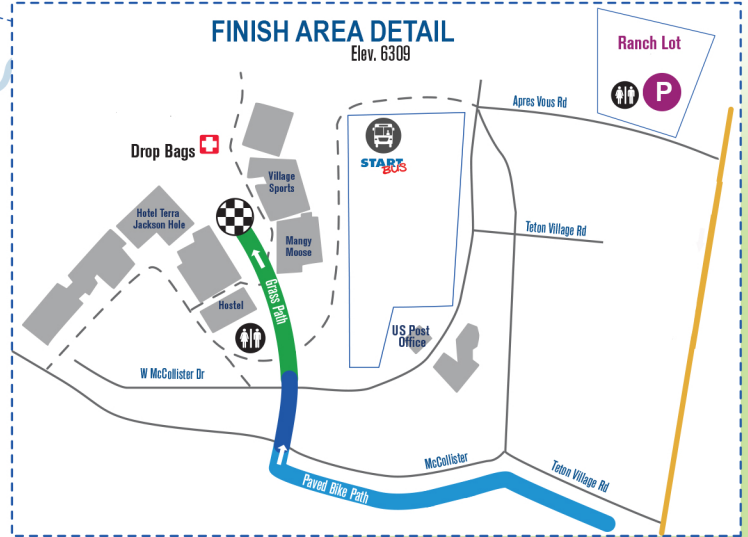 FINISH AREA DETAIL
Elev. 6309
Ranch Lot
P
Apres Vous Rd
Drop Bags
START
BUS
Village
Sports
Hotel Terra
Jackson Hole
Teton Village Rd
Mangy
Moose
Grass Path
Hostel
US Post
Office
W McCollister Dr
McCollister
Teton Village Rd
Paved Bike Path